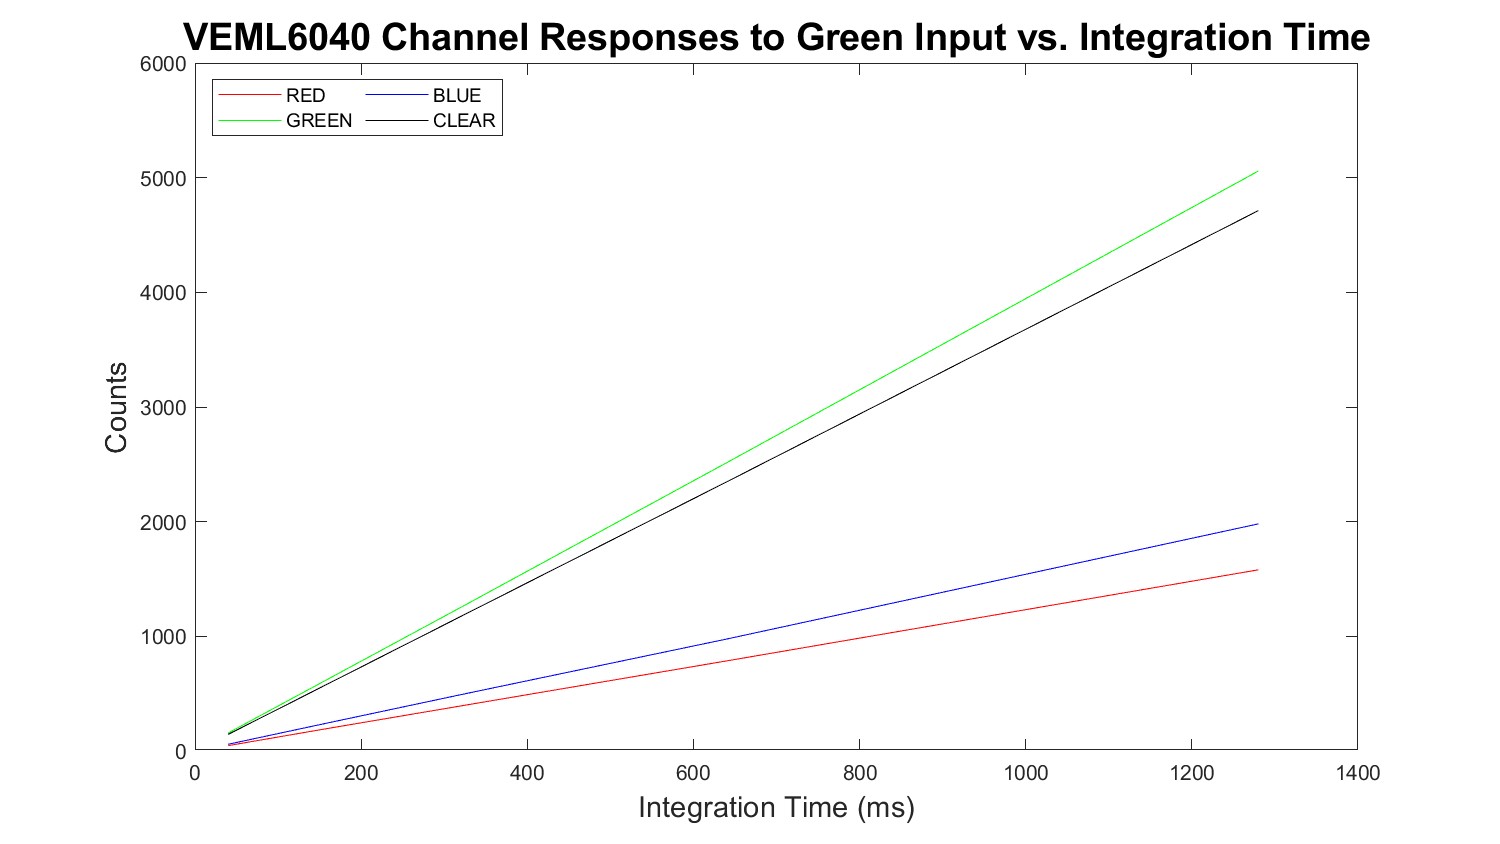 VEML6040 Channel Responses to Green Input vs. Integration Time
6000
5000
4000
3000
2000
1000
0
RED BLUE
GREEN CLEAR
Counts
0 200 400 600 800 1000 1200 1400
Integration Time (ms)